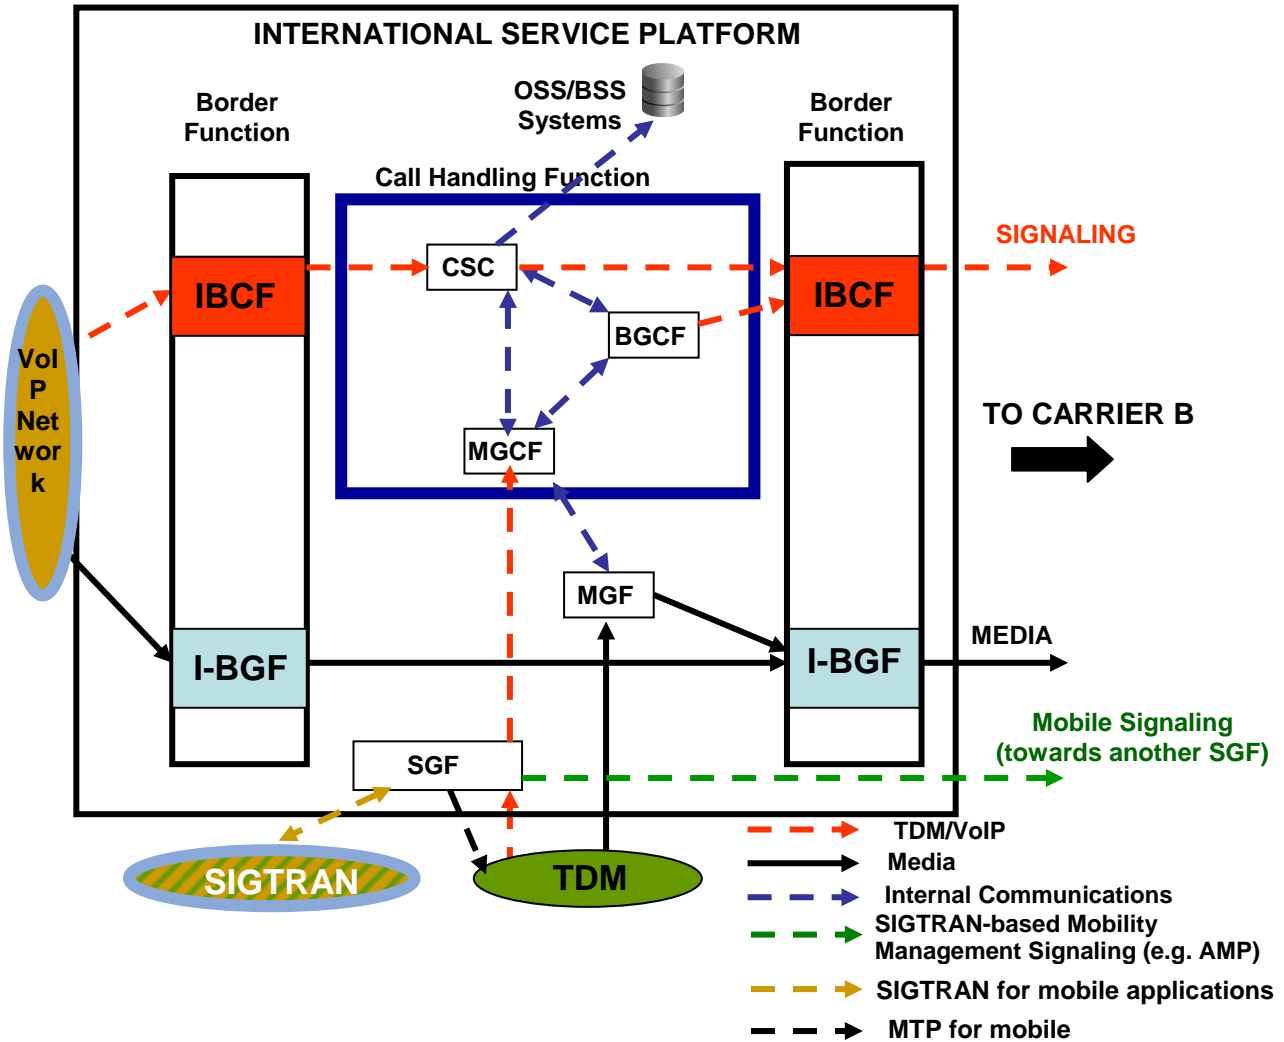 INTERNATIONAL SERVICE PLATFORM
OSS/BSS
Systems
Border
Function
Border
Function
Call Handling Function
SIGNALING
CSC
IBCF
IBCF
BGCF
VoI
P
Net
wor
k
TO CARRIER B
MGCF
MGF
MEDIA
I-BGF
I-BGF
Mobile Signaling
(towards another SGF)
SGF
TDM/VoIP
Media
SIGTRAN
TDM
Internal Communications
SIGTRAN-based Mobility
Management Signaling (e.g. AMP)
SIGTRAN for mobile applications
MTP for mobile